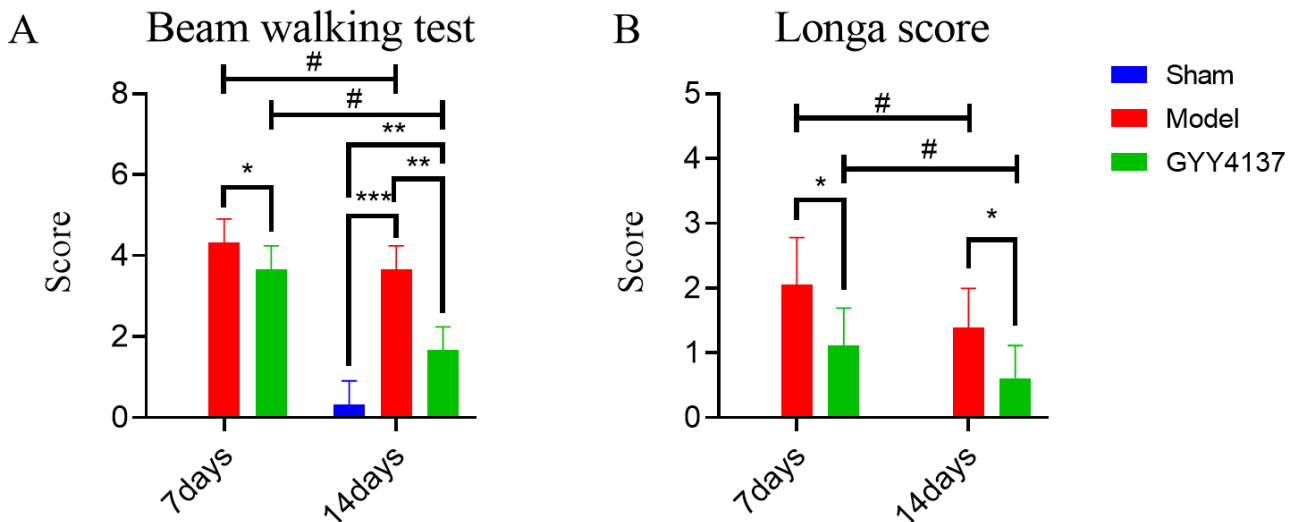 A
Beam walking test
#
#
**
**
*
***
8
6
4
2
0
Score
7days
14days
B
Longa score
#
#
*
*
5
4
3
2
1
0
Score
7days
14days
Sham
Model
GYY4137